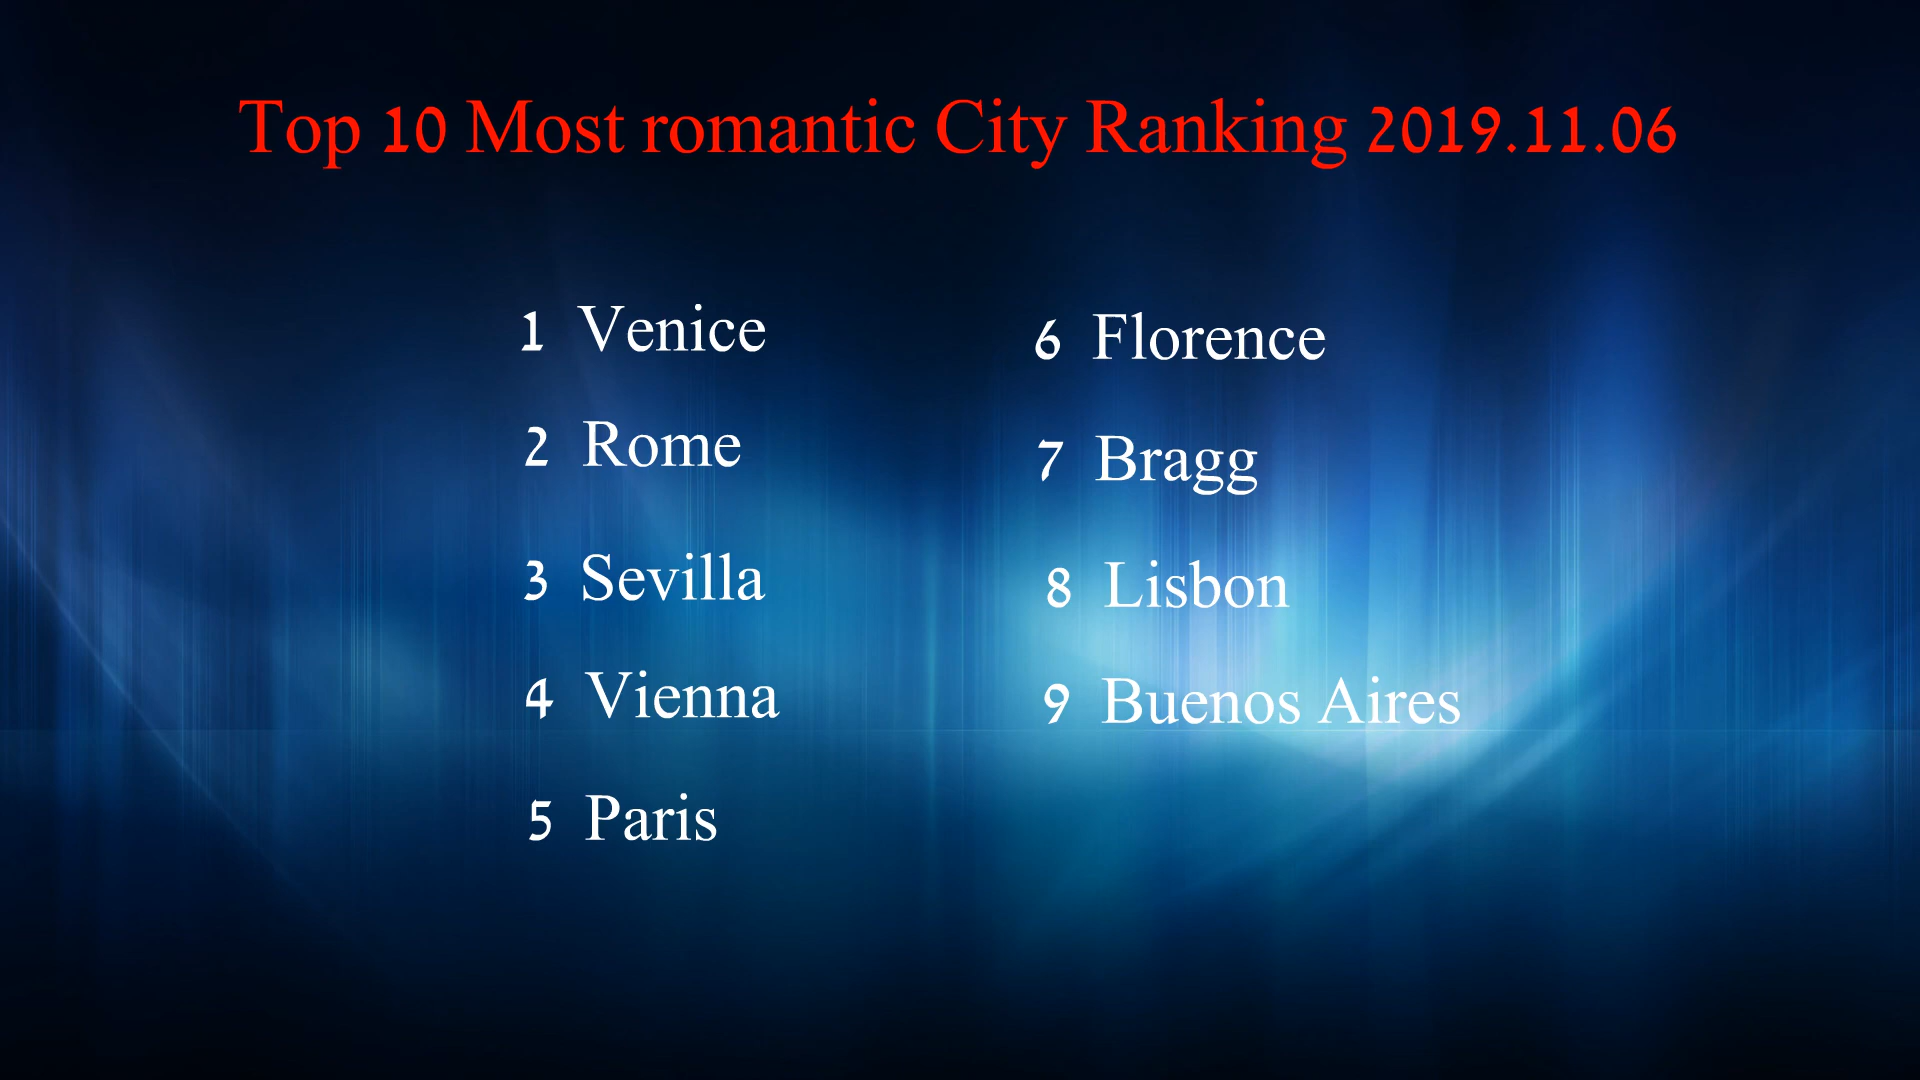 Top 10 Most romantic City Ranking 2019.11.06
1 Venice
2 Rome
3 Sevilla
4 Vienna
5 Paris
6 Florence
7 Bragg
8 Lisbon
9 Buenos Aires